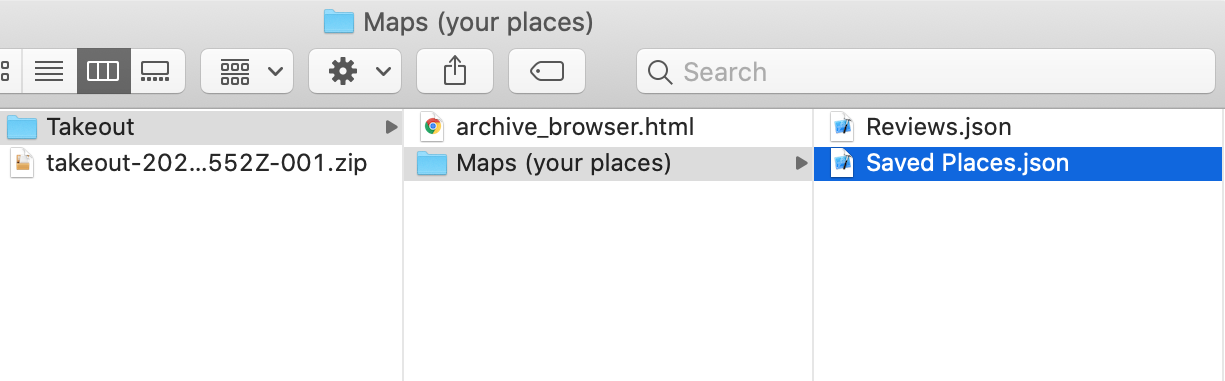 Maps (your places)
Search
Takeout
takeout-202...552Z-001.zip
archive_browser.html
Maps (your places)
Reviews.json
Saved Places.json